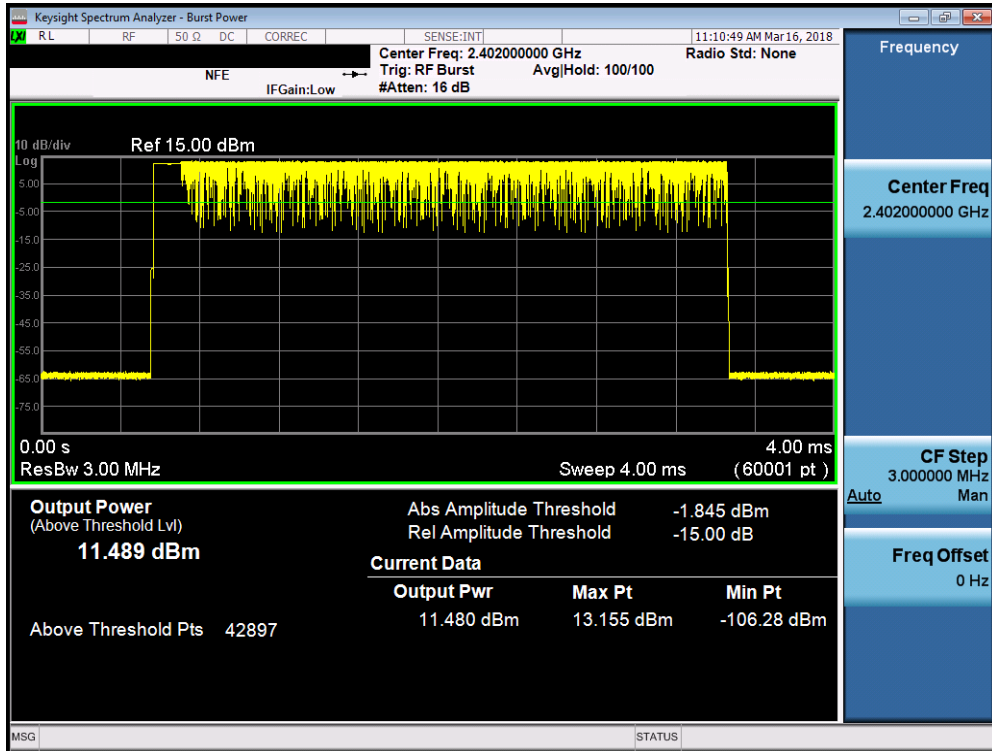 Keysight Spectrum Analyzer - Burst Power
LXI RL RF 50 Ω DC CORREC SENSE:INT 11:10:49 AM Mar 16, 2018
Center Freq: 2.402000000 GHz Radio Std: None
NFE Trig: RF Burst Avg|Hold: 100/100
IFGain:Low #Atten: 16 dB
10 dB/div Ref 15.00 dBm
Log
5.00
-5.00
-15.0
-25.0
-35.0
-45.0
-55.0
-65.0
-75.0
0.00 s 4.00 ms
ResBw 3.00 MHz Sweep 4.00 ms (60001 pt)
Output Power
(Above Threshold Lvl)
11.489 dBm
Above Threshold Pts 42897
Abs Amplitude Threshold -1.845 dBm
Rel Amplitude Threshold -15.00 dB
Current Data
Output Pwr Max Pt Min Pt
11.480 dBm 13.155 dBm -106.28 dBm
Frequency
Center Freq
2.402000000 GHz
CF Step
3.000000 MHz
Auto Man
Freq Offset
0 Hz
MSG STATUS